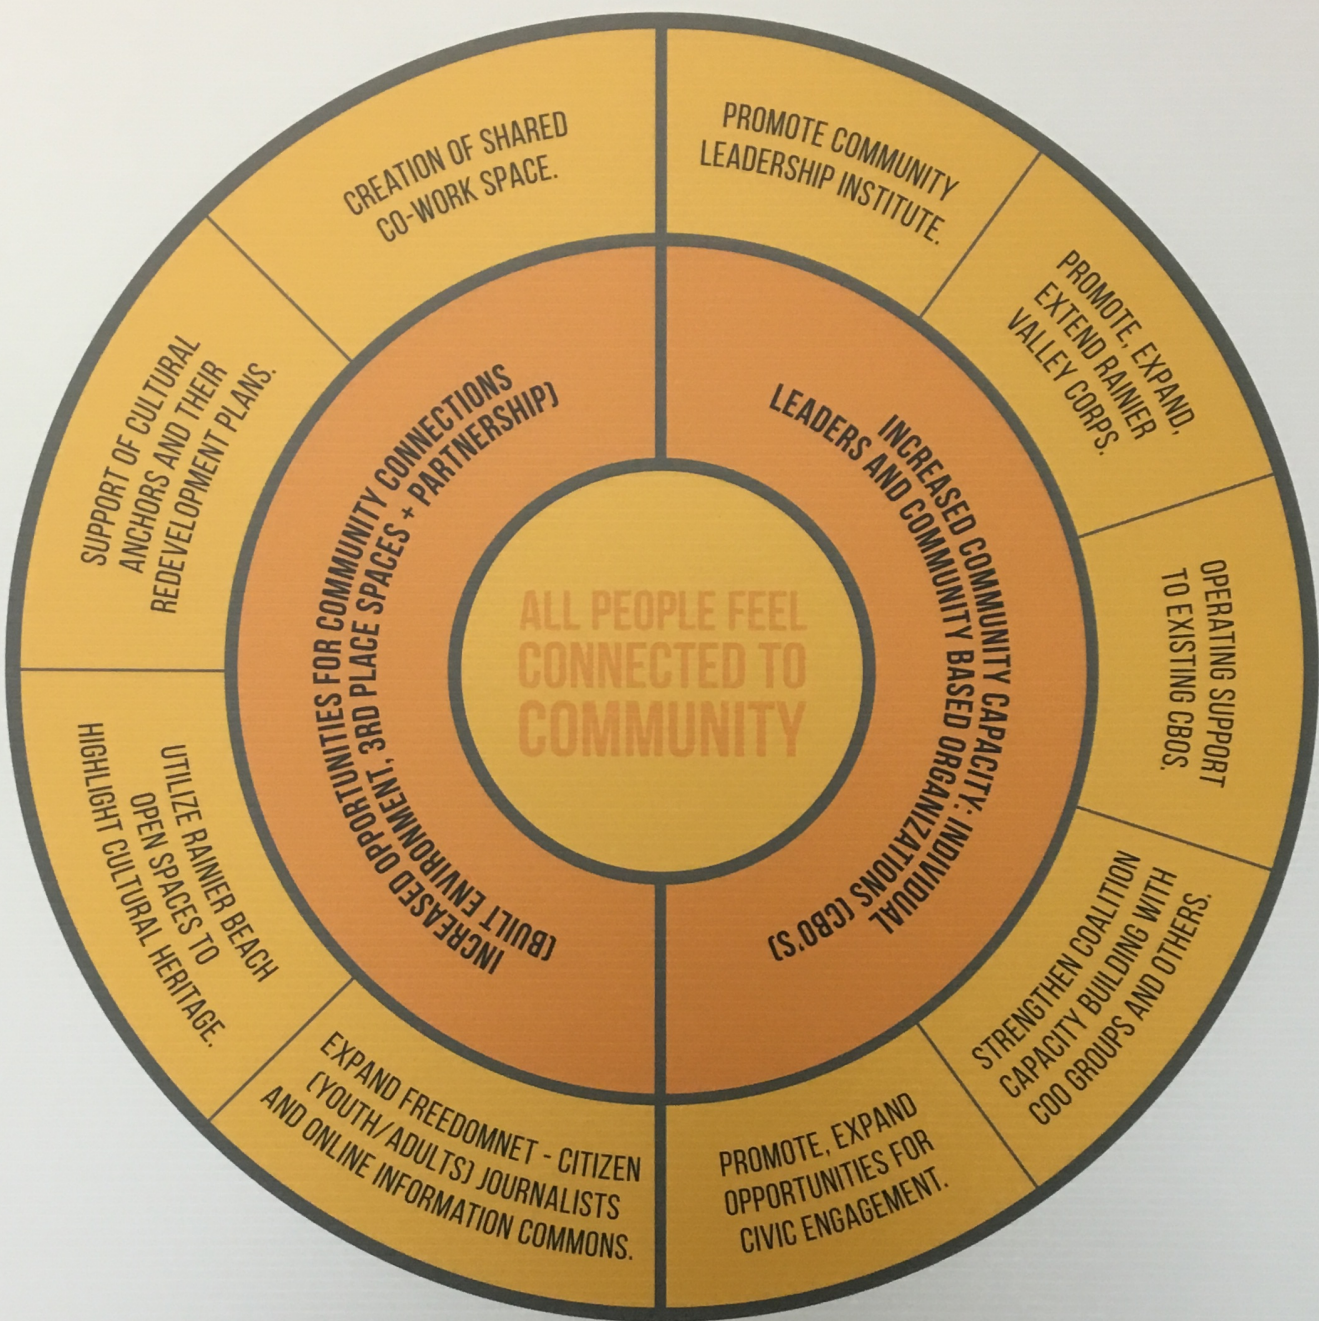 ALL PEOPLE FEEL
CONNECTED TO
COMMUNITY
INCREASED OPPORTUNITIES FOR COMMUNITY CONNECTIONS
(BUILT ENVIRONMENT, 3RD PLACE SPACES + PARTNERSHIP)
INCREASED COMMUNITY CAPACITY: INDIVIDUAL
LEADERS AND COMMUNITY BASED ORGANIZATIONS (CBO'S)
PROMOTE COMMUNITY
LEADERSHIP INSTITUTE.
PROMOTE, EXPAND,
EXTEND RAINIER
VALLEY CORPS.
OPERATING SUPPORT
TO EXISTING CBOS.
STRENGTHEN COALITION
CAPACITY BUILDING WITH
COO GROUPS AND OTHERS.
PROMOTE, EXPAND
OPPORTUNITIES FOR
CIVIC ENGAGEMENT.
EXPAND FREEDOMNET - CITIZEN
(YOUTH/ADULTS) JOURNALISTS
AND ONLINE INFORMATION COMMONS.
UTILIZE RAINIER BEACH
OPEN SPACES TO
HIGHLIGHT CULTURAL HERITAGE.
SUPPORT OF CULTURAL
ANCHORS AND THEIR
REDEVELOPMENT PLANS.
CREATION OF SHARED
CO-WORK SPACE.